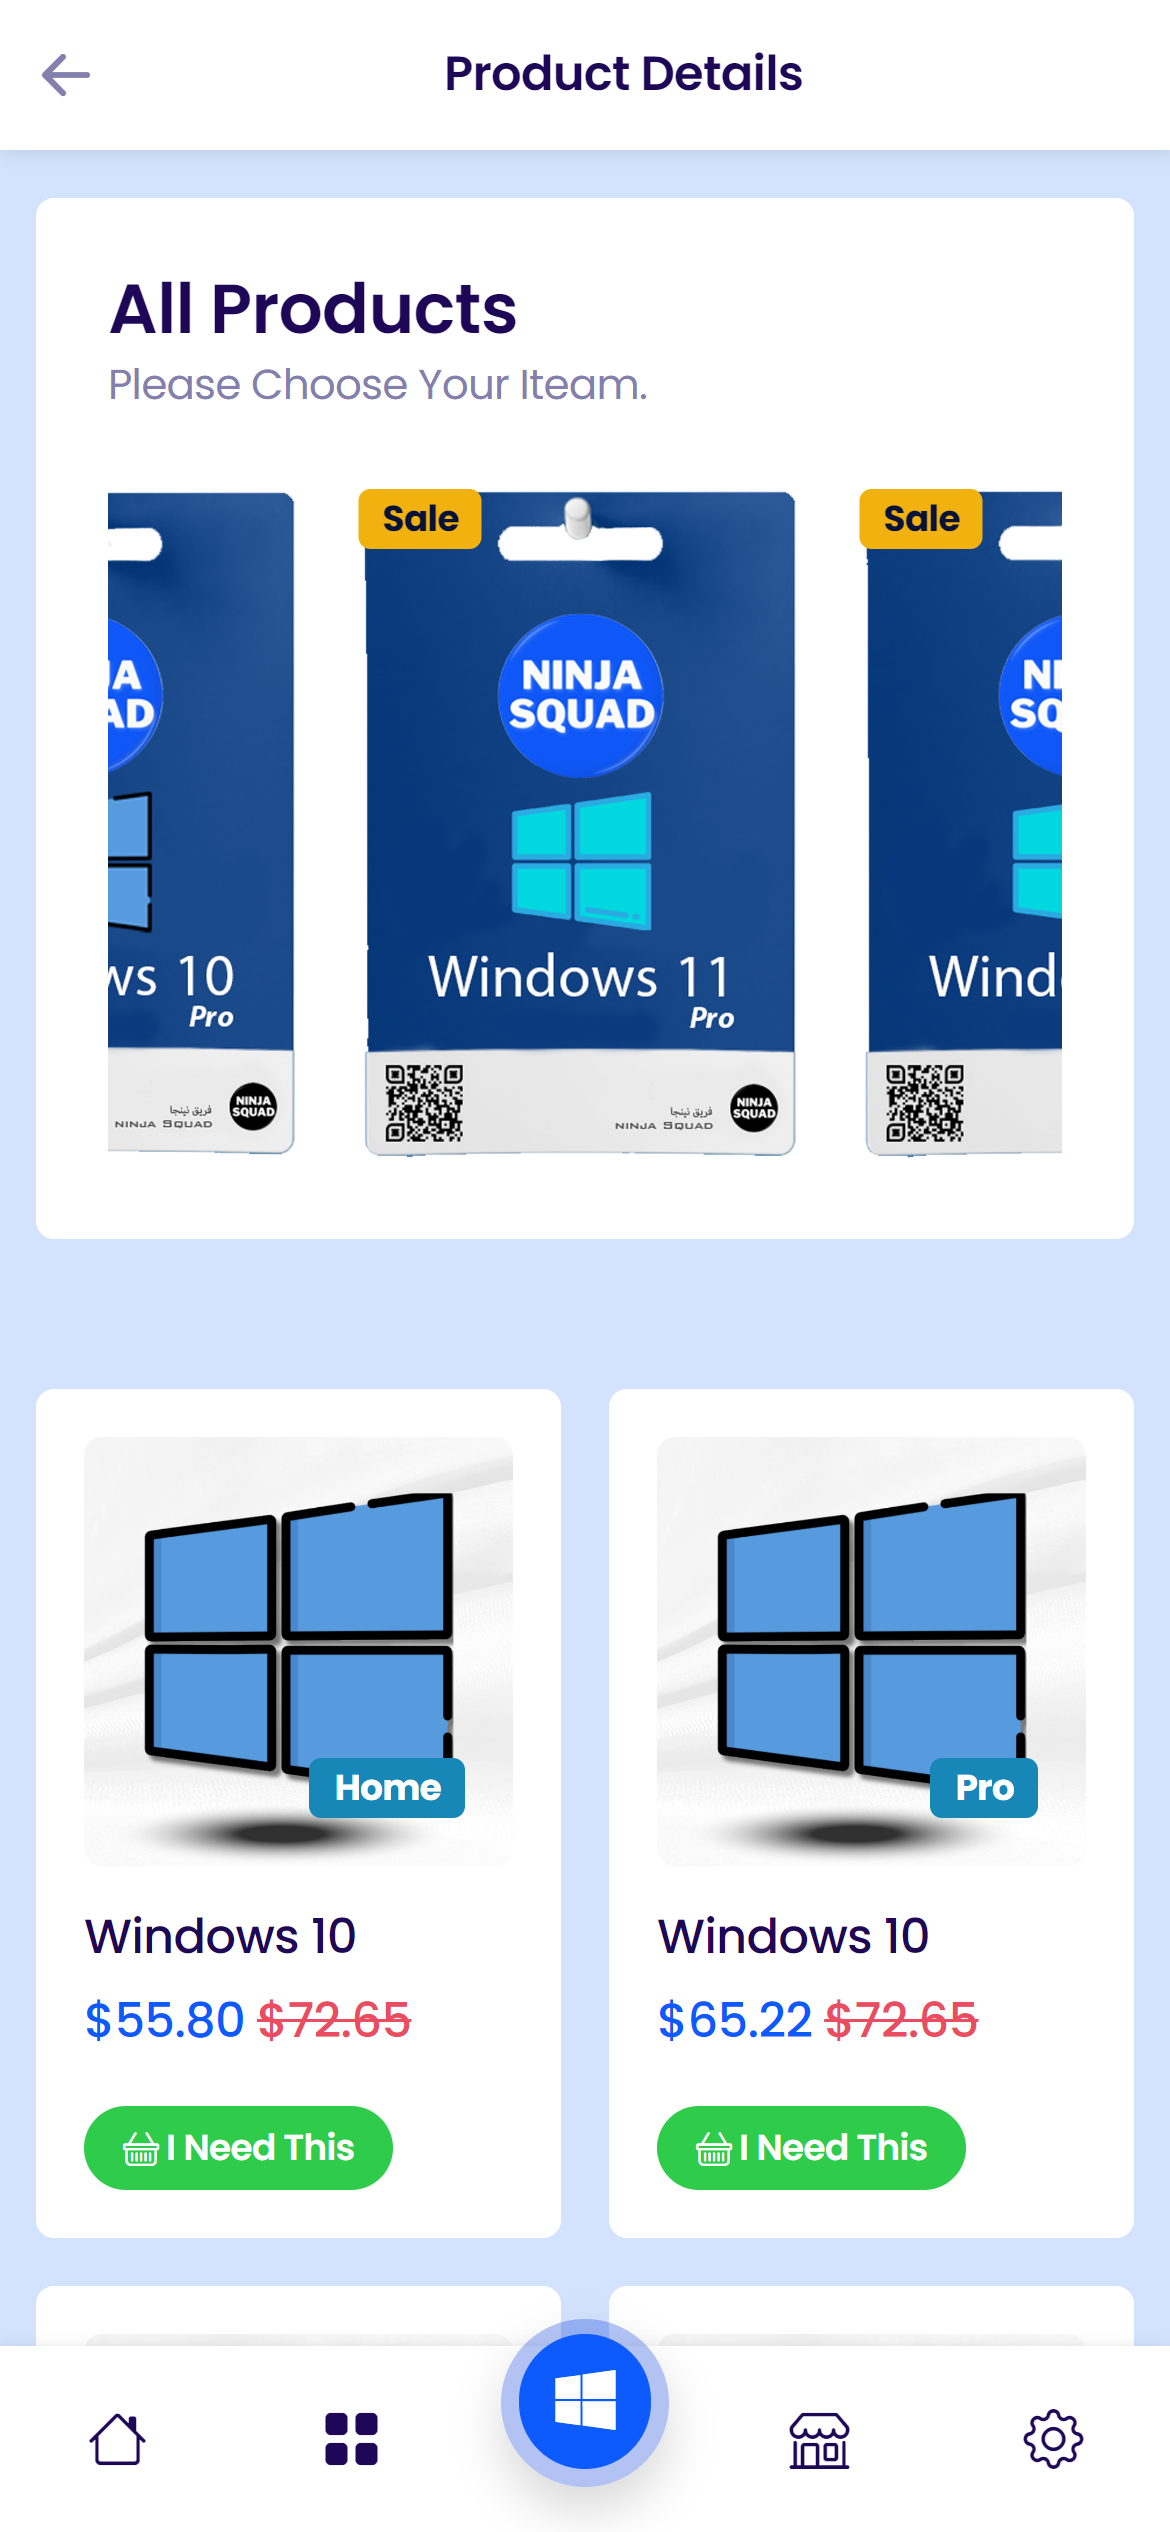 Product Details
All Products
Please Choose Your Iteam.
JA
AD
ws 10
Pro
فريق نينجا
NINJA SQUAD
NINJA
SQUAD
Sale
NINJA
SQUAD
Windows 11
Pro
فريق نينجا
NINJA SQUAD
NINJA
SQUAD
Sale
NI
SQ
Wind
Home
Windows 10
$55.80 $72.65
I Need This
Pro
Windows 10
$65.22 $72.65
I Need This